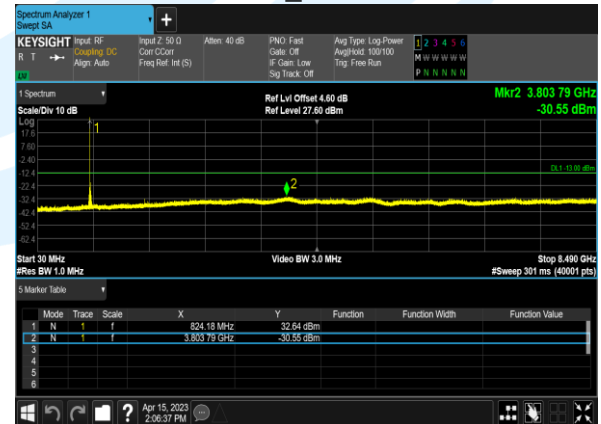 Spectrum Analyzer 1
Swept SA
KEYSIGHT
R T
LXI
Input: RF
Coupling: DC
Align: Auto
Input Z: 50 Ω
Corr CCorr
Freq Ref: Int (S)
Atten: 40 dB
PNO: Fast
Gate: Off
IF Gain: Low
Sig Track: Off
Avg Type: Log-Power
Avg|Hold: 100/100
Trig: Free Run
1 2 3 4 5 6
M W W W W W
P N N N N N
1 Spectrum
Scale/Div 10 dB
Log
Ref Lvl Offset 4.60 dB
Ref Level 27.60 dBm
Mkr2 3.803 79 GHz
-30.55 dBm
17.6
7.60
-2.40
-12.4
-22.4
-32.4
-42.4
-52.4
-62.4
1
2
DL1 -13.00 dBm
Start 30 MHz
#Res BW 1.0 MHz
Video BW 3.0 MHz
Stop 8.490 GHz
#Sweep 301 ms (40001 pts)
5 Marker Table
Mode Trace Scale X Y Function Function Width Function Value
1 N 1 f 824.18 MHz 32.64 dBm
2 N 1 f 3.803 79 GHz -30.55 dBm
3
4
5
6
?
Apr 15, 2023
2:06:37 PM